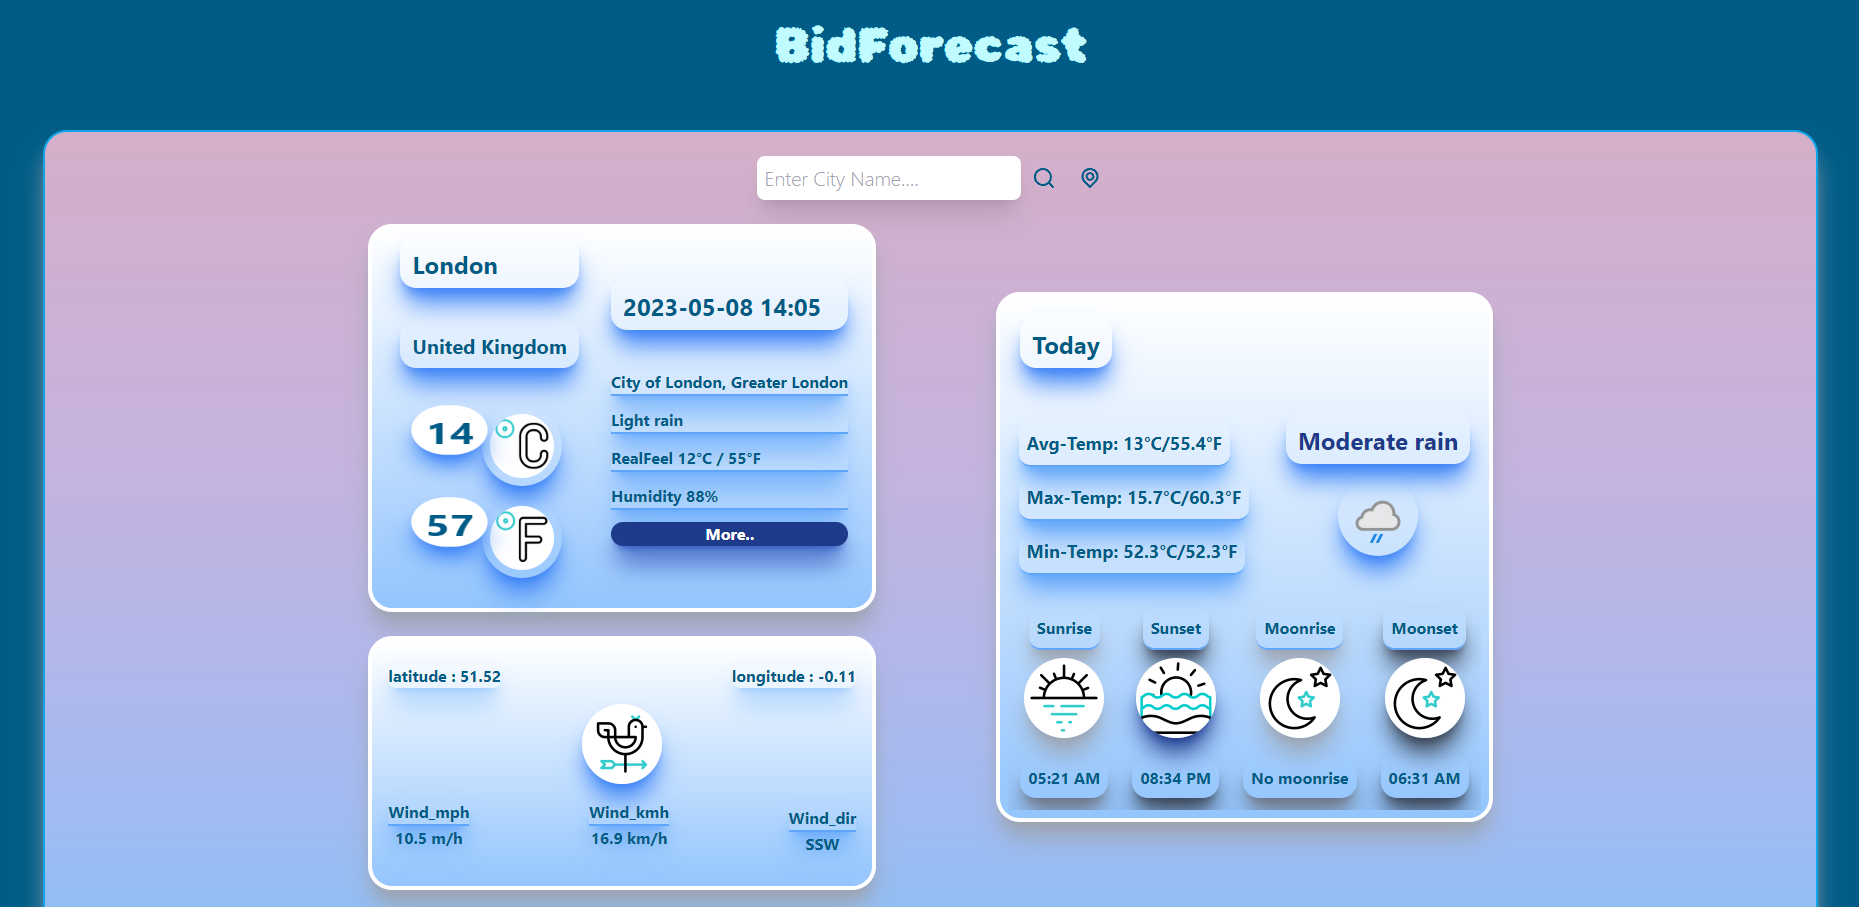 BidForecast
Enter City Name....
London
2023-05-08 14:05
United Kingdom
City of London, Greater London
14 °C
Light rain
RealFeel 12°C / 55°F
Humidity 88%
57 °F
More..
latitude : 51.52
longitude : -0.11
Wind_mph
10.5 m/h
Wind_kmh
16.9 km/h
Wind_dir
SSW
Today
Avg-Temp: 13°C/55.4°F
Max-Temp: 15.7°C/60.3°F
Min-Temp: 52.3°C/52.3°F
Moderate rain
Sunrise
Sunset
Moonrise
Moonset
05:21 AM
08:34 PM
No moonrise
06:31 AM